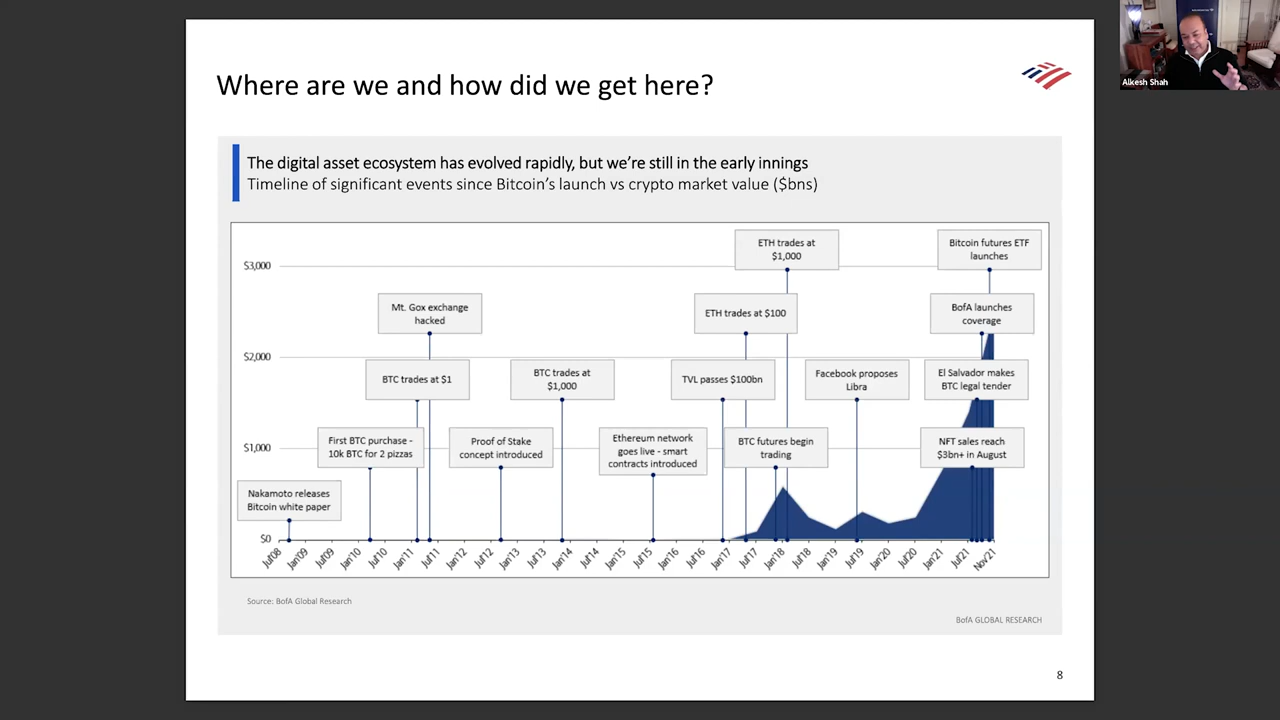 Alkesh Shah
Where are we and how did we get here?
The digital asset ecosystem has evolved rapidly, but we're still in the early innings
Timeline of significant events since Bitcoin's launch vs crypto market value ($bns)
$3,000
$2,000
$1,000
$0
ETH trades at
$1,000
Bitcoin futures ETF
launches
Mt. Gox exchange
hacked
ETH trades at $100
BofA launches
coverage
BTC trades at $1
BTC trades at
$1,000
TVL passes $100bn
Facebook proposes
Libra
El Salvador makes
BTC legal tender
First BTC purchase -
10k BTC for 2 pizzas
Proof of Stake
concept introduced
Ethereum network
goes live - smart
contracts introduced
BTC futures begin
trading
NFT sales reach
$3bn+ in August
Nakamoto releases
Bitcoin white paper
Jul'08
Jan'09
Jul'09
Jan'10
Jul'10
Jan'11
Jul'11
Jan'12
Jul'12
Jan'13
Jul'13
Jan'14
Jul'14
Jan'15
Jul'15
Jan'16
Jul'16
Jan'17
Jul'17
Jan'18
Jul'18
Jan'19
Jul'19
Jan'20
Jul'20
Jan'21
Jul'21
Nov'21
Source: BofA Global Research
BofA GLOBAL RESEARCH
8